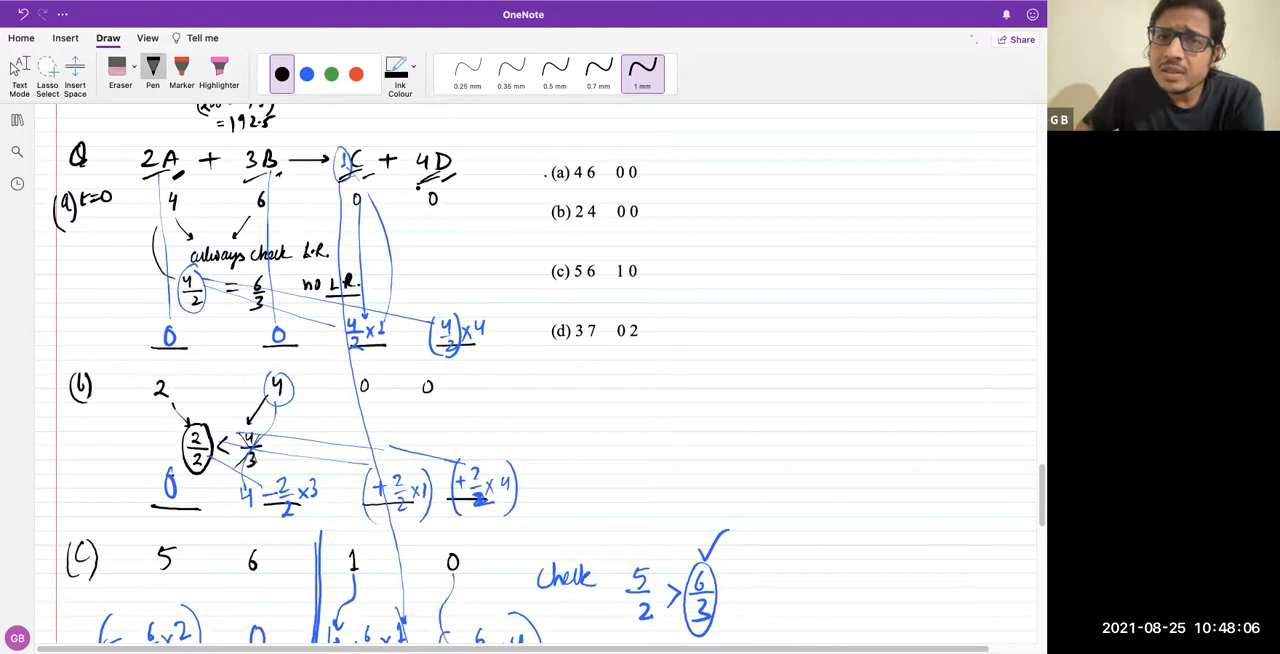 OneNote
Home Insert Draw View Tell me
Share
Text Mode
Lasso Select
Insert Space
Eraser
Pen
Marker
Highlighter
0.25 mm 0.35 mm 0.5 mm 0.7 mm 1 mm
Ink Colour
G B
= 192.5
Q 2A + 3B → 1C + 4D
(a) t=0 4 6 0 0
always check L.R.
4/2 = 6/3 no L.R.
0 0 4/2 × 1 (4/2) × 4
(b) 2 4 0 0
2/2 < 4/3
0 4 - 2/2 × 3 (+ 2/2 × 1) (+ 2/2 × 4)
(C) 5 6 1 0
check 5/2 > 6/3 ✓
0
.(a) 4 6 0 0
(b) 2 4 0 0
(c) 5 6 1 0
(d) 3 7 0 2
GB
2021-08-25 10:48:06